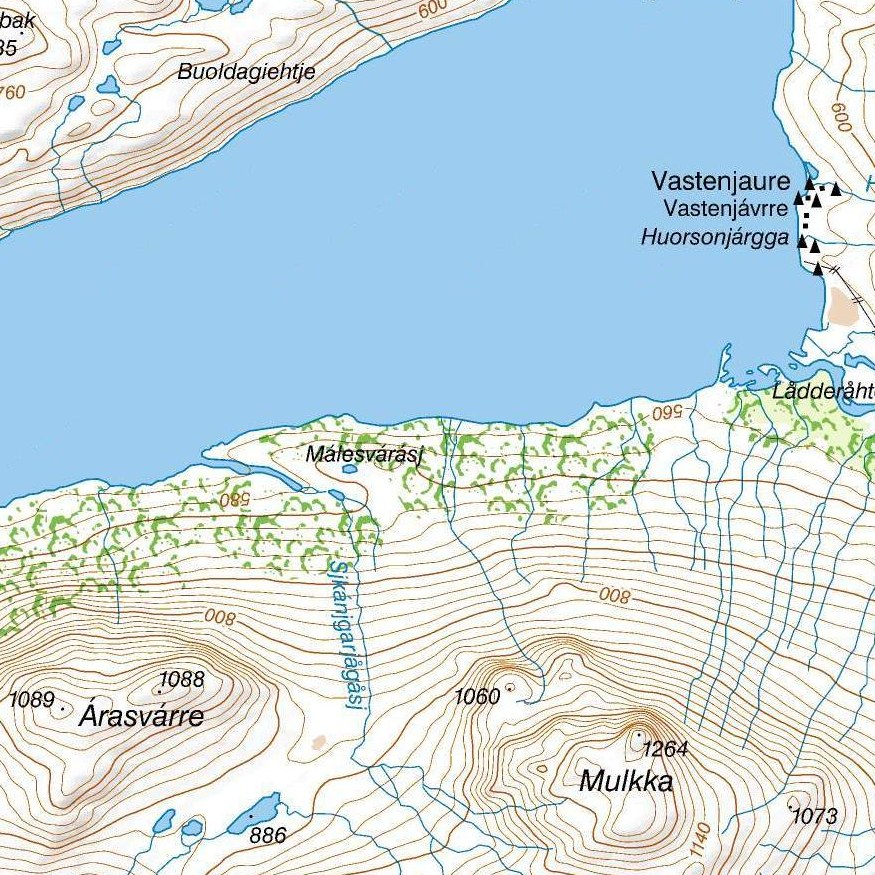 bak
85
760
600
Buoldagiehtje
600
Vastenjaure
Vastenjávrre
Huorsonjárgga
H
Lådderåhte
560
Málesvárásj
580
Sjkánigarjågåsj
800
800
1088
1089
Árasvárre
1060
1264
Mulkka
886
1073
1140